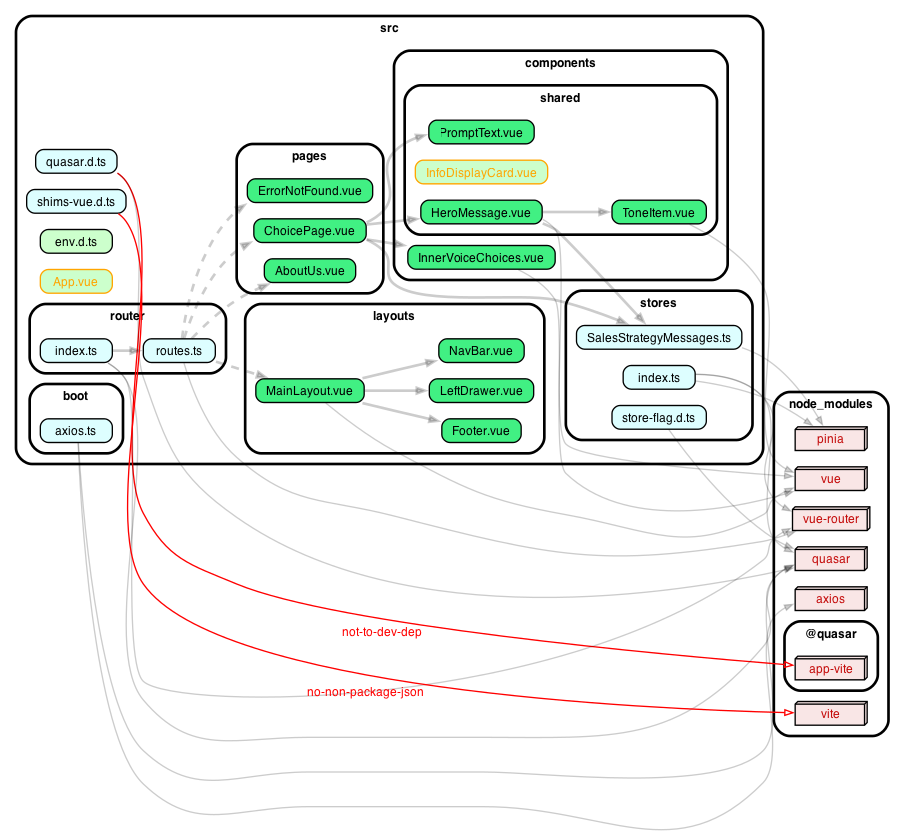 src
components
shared
PromptText.vue
quasar.d.ts
pages
InfoDisplayCard.vue
ErrorNotFound.vue
shims-vue.d.ts
HeroMessage.vue
ToneItem.vue
ChoicePage.vue
env.d.ts
InnerVoiceChoices.vue
AboutUs.vue
App.vue
stores
router
layouts
SalesStrategyMessages.ts
index.ts
routes.ts
NavBar.vue
index.ts
MainLayout.vue
LeftDrawer.vue
boot
node_modules
store-flag.d.ts
axios.ts
Footer.vue
pinia
vue
vue-router
quasar
axios
not-to-dev-dep
@quasar
app-vite
no-non-package-json
vite